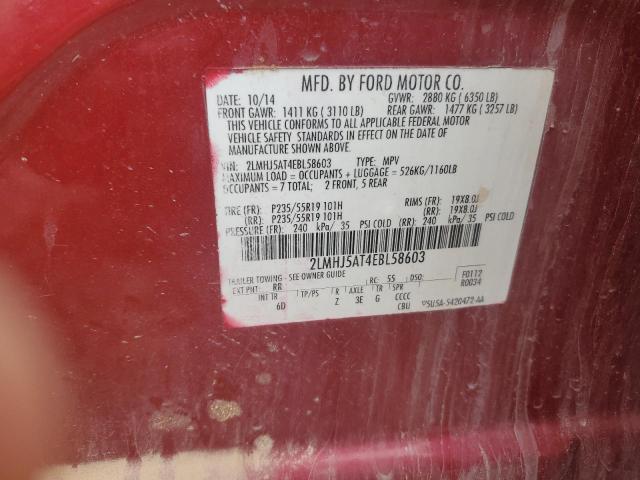 MFD. BY FORD MOTOR CO.
DATE: 10/14 GVWR: 2880 KG ( 6350 LB)
FRONT GAWR: 1411 KG ( 3110 LB) REAR GAWR: 1477 KG ( 3257 LB)
THIS VEHICLE CONFORMS TO ALL APPLICABLE FEDERAL MOTOR
VEHICLE SAFETY STANDARDS IN EFFECT ON THE DATE OF
MANUFACTURE SHOWN ABOVE.
VIN: 2LMHJ5AT4EBL58603 TYPE: MPV
MAXIMUM LOAD = OCCUPANTS + LUGGAGE = 526KG/1160LB
OCCUPANTS = 7 TOTAL; 2 FRONT, 5 REAR
TIRE (FR): P235/55R19 101H RIMS (FR): 19X8.0J
(RR): P235/55R19 101H (RR): 19X8.0J
PRESSURE (FR): 240 kPa/ 35 PSI COLD (RR): 240 kPa/ 35 PSI COLD
2LMHJ5AT4EBL58603
TRAILER TOWING - SEE OWNER GUIDE
EXT PNT: RR RC: 55 DSO: F0112
INT TR TP/PS R AXLE TR SPR R0034
6D Z 3E G CCCC
CBU